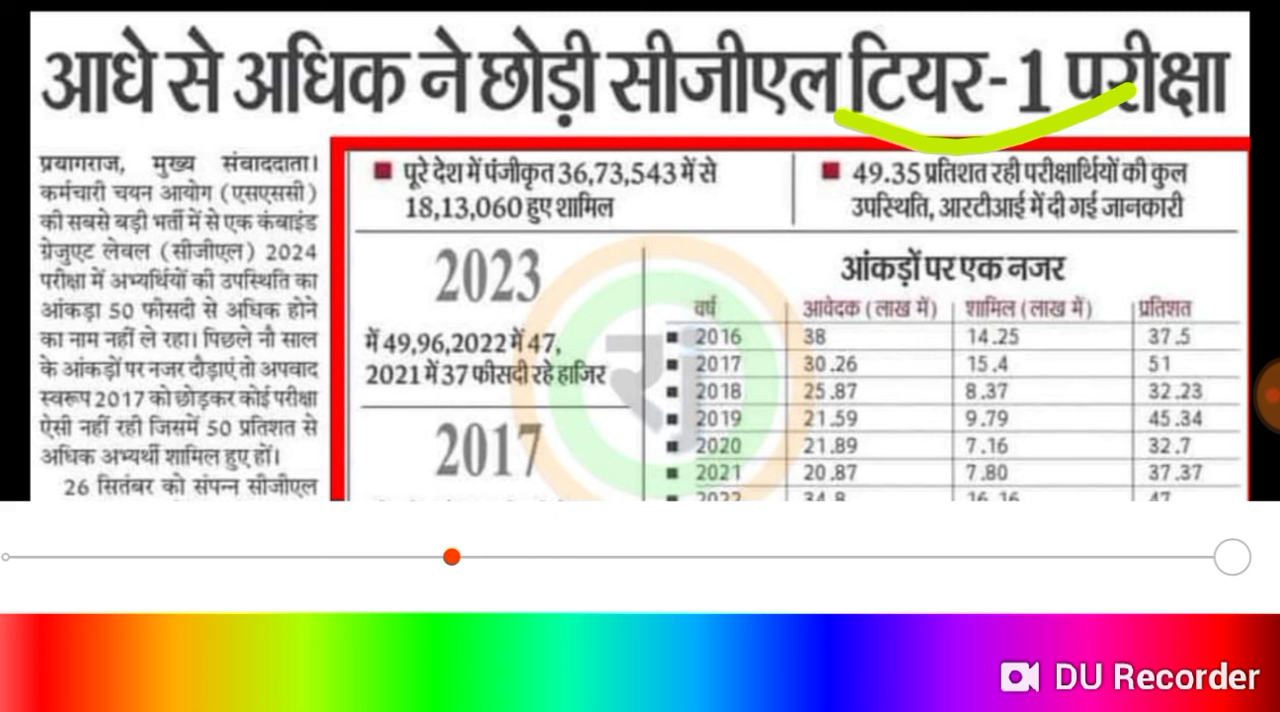 आधे से अधिक ने छोड़ी सीजीएल टियर-1 परीक्षा
प्रयागराज, मुख्य संवाददाता।
कर्मचारी चयन आयोग (एसएससी)
की सबसे बड़ी भर्ती में से एक कंबाइंड
ग्रेजुएट लेवल (सीजीएल) 2024
परीक्षा में अभ्यर्थियों की उपस्थिति का
आंकड़ा 50 फीसदी से अधिक होने
का नाम नहीं ले रहा। पिछले नौ साल
के आंकड़ों पर नजर दौड़ाएं तो अपवाद
स्वरूप 2017 को छोड़कर कोई परीक्षा
ऐसी नहीं रही जिसमें 50 प्रतिशत से
अधिक अभ्यर्थी शामिल हुए हों।
26 सितंबर को संपन्न सीजीएल
पूरे देश में पंजीकृत 36,73,543 में से
18,13,060 हुए शामिल
49.35 प्रतिशत रही परीक्षार्थियों की कुल
उपस्थिति, आरटीआई में दी गई जानकारी
2023
में 49,96,2022 में 47,
2021 में 37 फीसदी रहे हाजिर
2017
आंकड़ों पर एक नजर
वर्ष आवेदक (लाख में) शामिल (लाख में) प्रतिशत
2016 38 14.25 37.5
2017 30.26 15.4 51
2018 25.87 8.37 32.23
2019 21.59 9.79 45.34
2020 21.89 7.16 32.7
2021 20.87 7.80 37.37
2022 34.8 16.16 47
DU Recorder